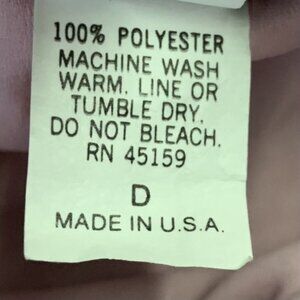 100% POLYESTER
MACHINE WASH
WARM. LINE OR
TUMBLE DRY.
DO NOT BLEACH.
RN 45159
D
MADE IN U.S.A.